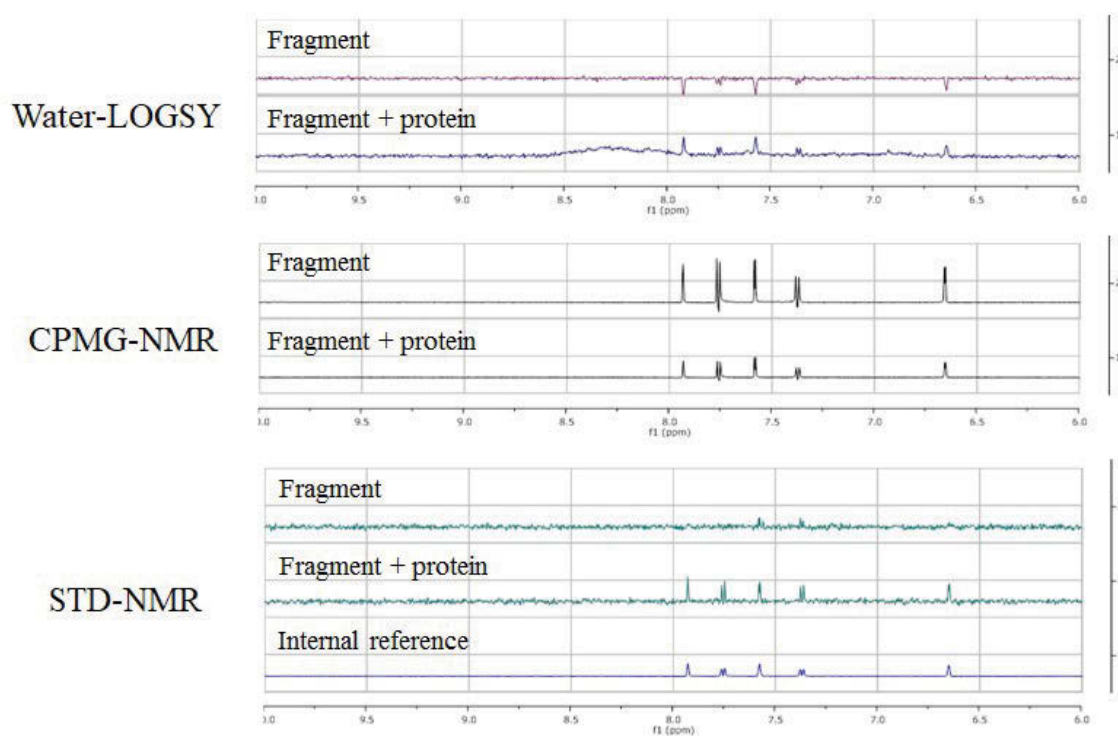 Water-LOGSY
Fragment
Fragment + protein
9.5 9.0 8.5 8.0 7.5 7.0 6.5 6.0
f1 (ppm)
CPMG-NMR
Fragment
Fragment + protein
9.5 9.0 8.5 8.0 7.5 7.0 6.5 6.0
f1 (ppm)
STD-NMR
Fragment
Fragment + protein
Internal reference
9.5 9.0 8.5 8.0 7.5 7.0 6.5 6.0
f1 (ppm)